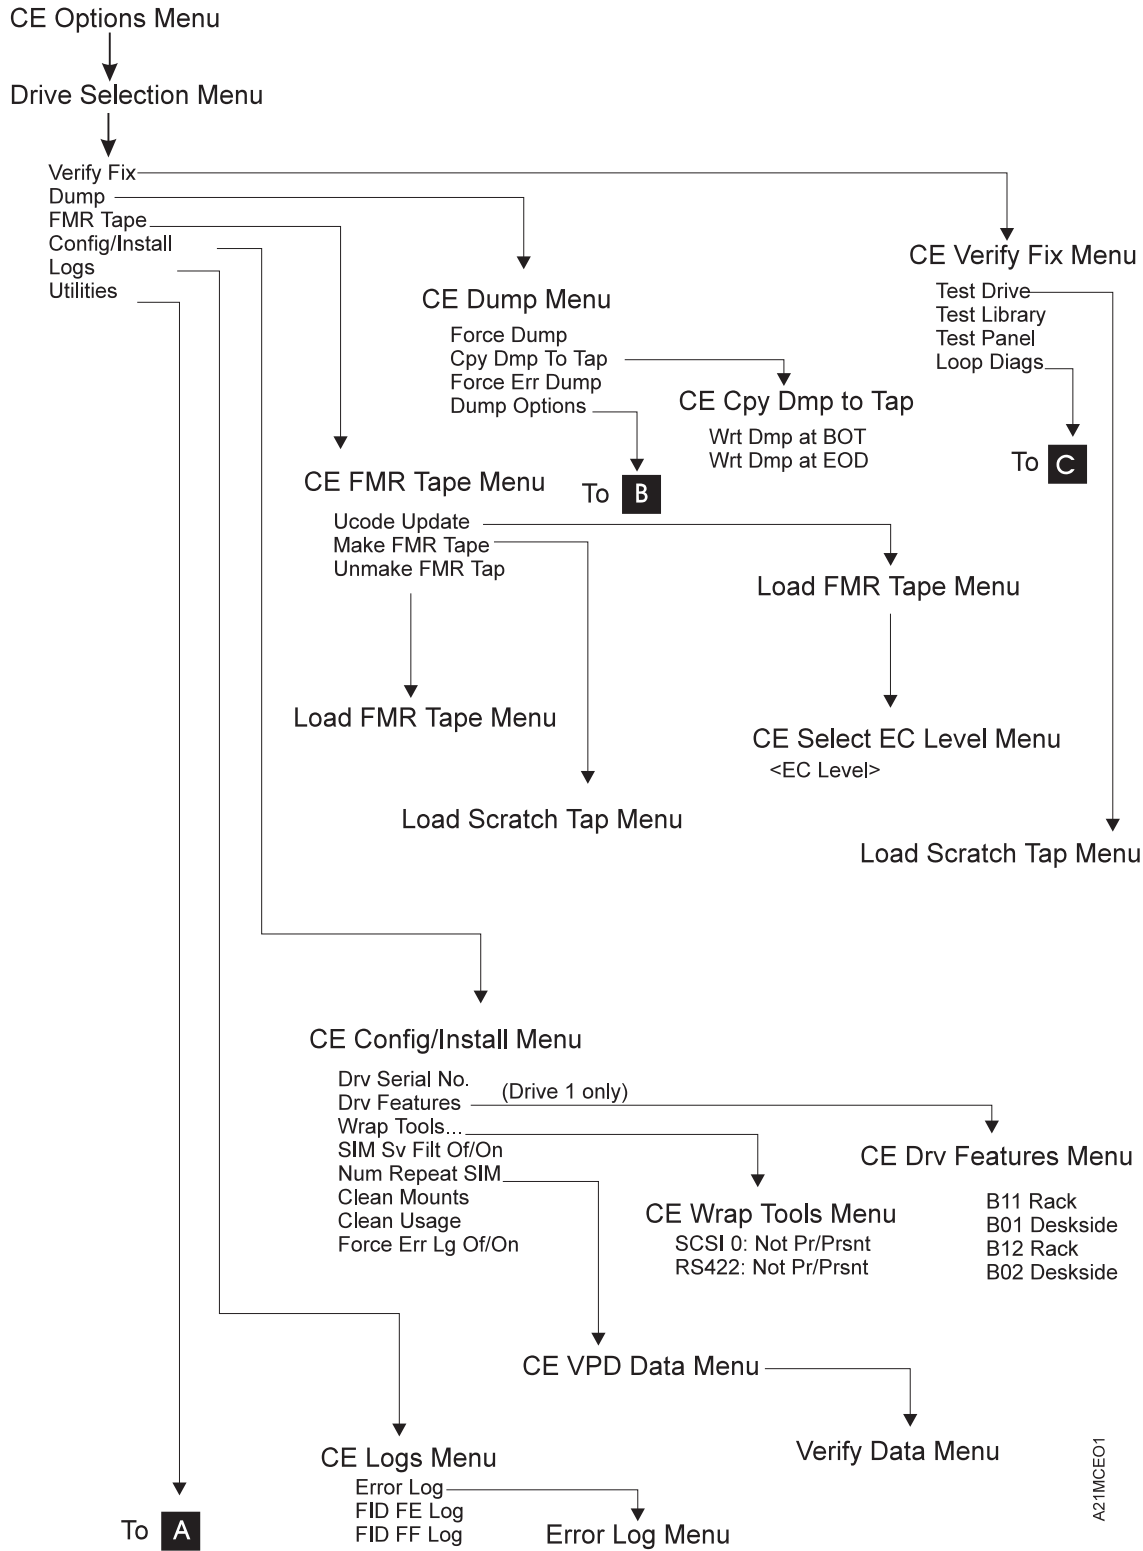 CE Options Menu
Drive Selection Menu
Verify Fix
Dump
FMR Tape
Config/Install
Logs
Utilities
CE Verify Fix Menu
Test Drive
Test Library
Test Panel
Loop Diags
To C
CE Dump Menu
Force Dump
Cpy Dmp To Tap
Force Err Dump
Dump Options
To B
CE Cpy Dmp to Tap
Wrt Dmp at BOT
Wrt Dmp at EOD
CE FMR Tape Menu
Ucode Update
Make FMR Tape
Unmake FMR Tap
Load FMR Tape Menu
Load FMR Tape Menu
CE Select EC Level Menu
<EC Level>
Load Scratch Tap Menu
Load Scratch Tap Menu
CE Config/Install Menu
Drv Serial No.
Drv Features
(Drive 1 only)
Wrap Tools...
SIM Sv Filt Of/On
Num Repeat SIM
Clean Mounts
Clean Usage
Force Err Lg Of/On
CE Drv Features Menu
B11 Rack
B01 Deskside
B12 Rack
B02 Deskside
CE Wrap Tools Menu
SCSI 0: Not Pr/Prsnt
RS422: Not Pr/Prsnt
CE VPD Data Menu
Verify Data Menu
CE Logs Menu
Error Log
FID FE Log
FID FF Log
Error Log Menu
To A
A21MCEO1